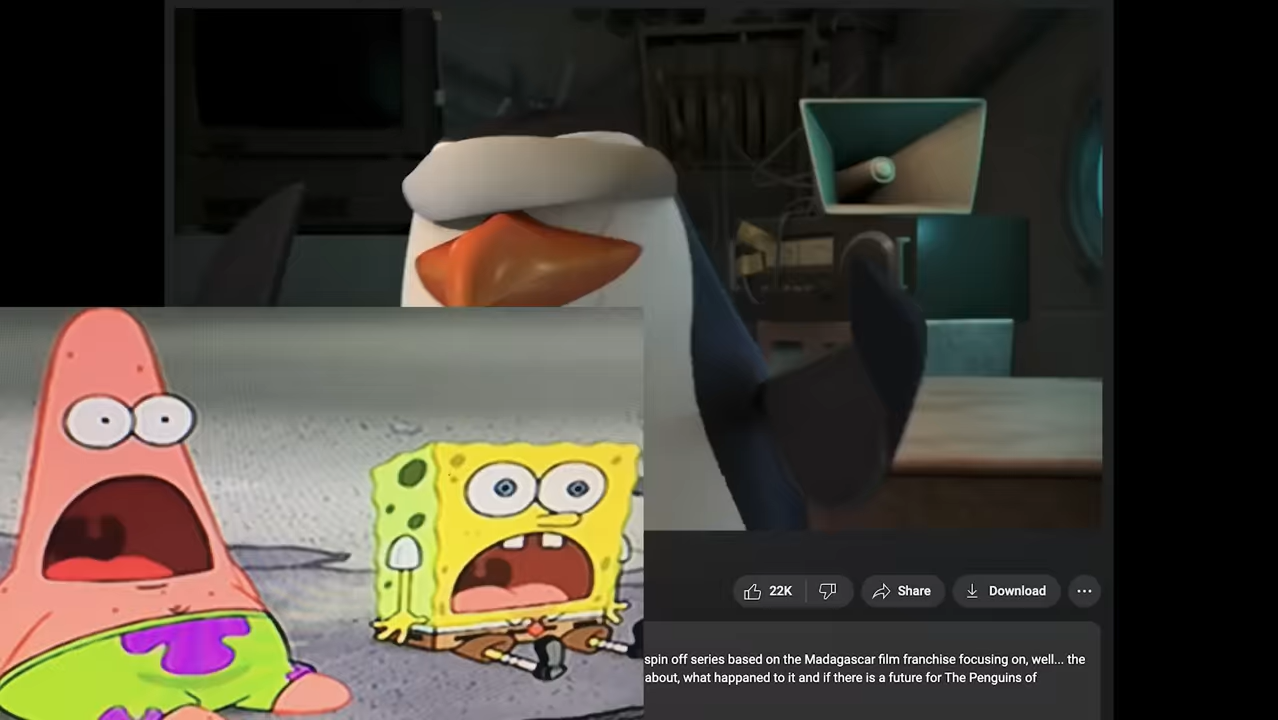 22K
Share
Download
spin off series based on the Madagascar film franchise focusing on, well... the
about, what happaned to it and if there is a future for The Penguins of